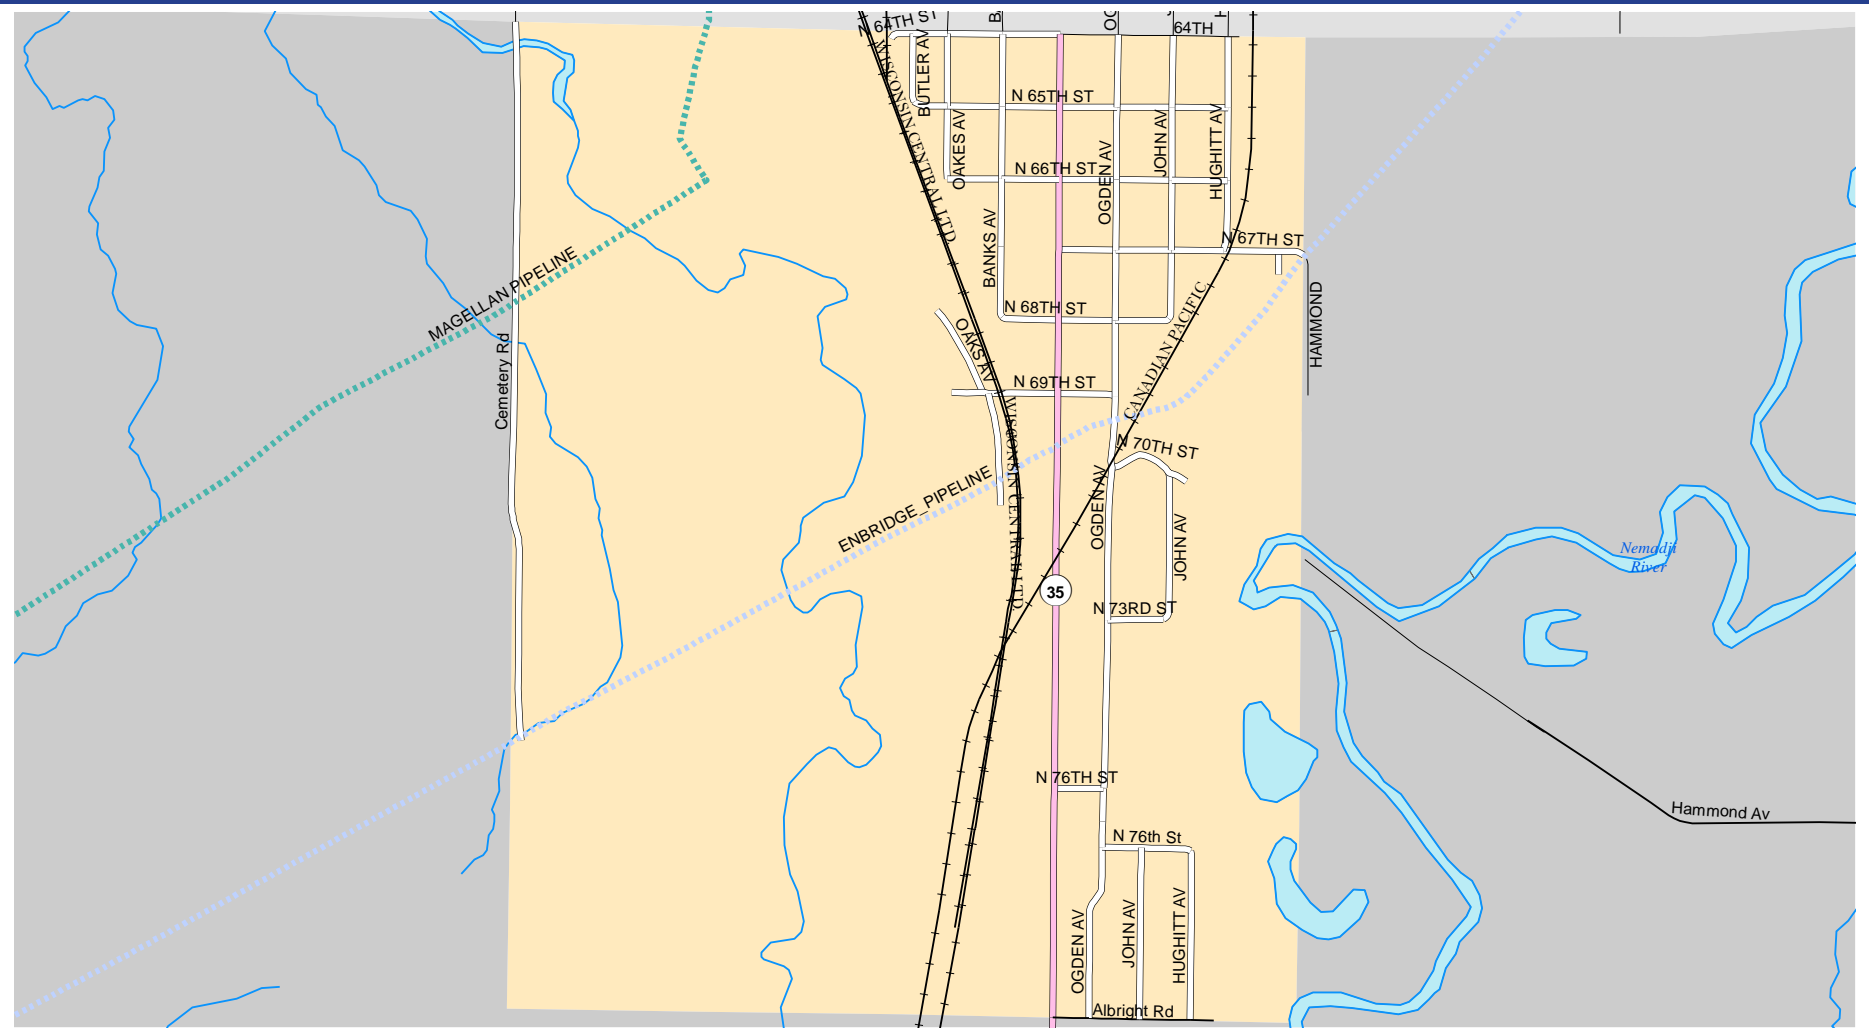 N 64TH ST
64TH
BUTLER AV
WISCONSIN CENTRAL LTD
N 65TH ST
OAKES AV
JOHN AV
HUGHITT AV
OGDEN AV
N 66TH ST
BANKS AV
N 67TH ST
MAGELLAN PIPELINE
HAMMOND
CANADIAN PACIFIC
N 68TH ST
OAKS AV
Cemetery Rd
N 69TH ST
WISCONSIN CENTRAL LTD
N 70TH ST
ENBRIDGE_PIPELINE
OGDEN AV
JOHN AV
Nemadji
River
35
N 73RD ST
N 76TH ST
Hammond Av
N 76th St
OGDEN AV
JOHN AV
HUGHITT AV
Albright Rd